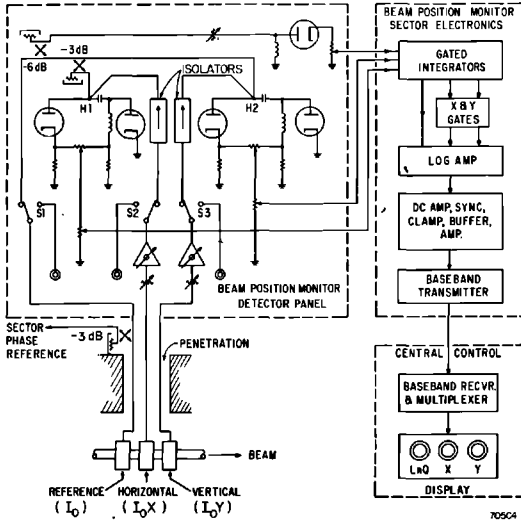 BEAM POSITION MONITOR
SECTOR ELECTRONICS
-3dB
-6dB
ISOLATORS
H1
H2
GATED
INTEGRATORS
X & Y
GATES
LOG AMP
S1
S2
S3
DC AMP, SYNC,
CLAMP, BUFFER,
AMP.
BASEBAND
TRANSMITTER
BEAM POSITION MONITOR
DETECTOR PANEL
SECTOR
PHASE
REFERENCE
-3dB
PENETRATION
CENTRAL CONTROL
BASEBAND RECVR.
& MULTIPLEXER
LnQ X Y
DISPLAY
BEAM
REFERENCE HORIZONTAL VERTICAL
(I₀) (I₀X) (I₀Y)
705C4